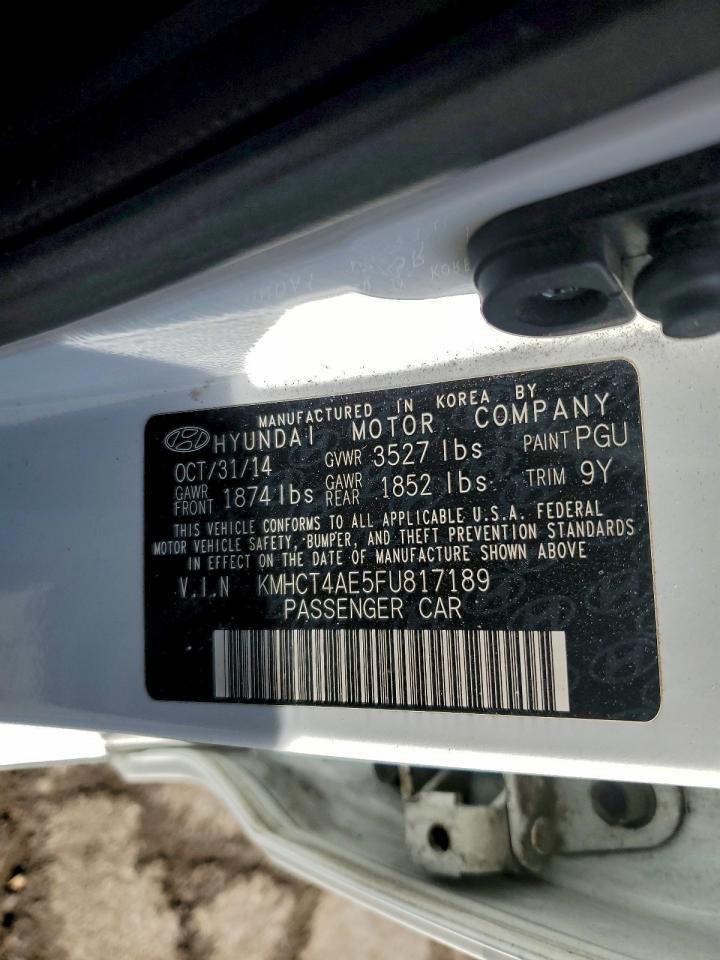 MANUFACTURED IN KOREA BY
HYUNDAI MOTOR COMPANY
OCT/31/14 GVWR 3527 lbs PAINT PGU
GAWR FRONT 1874 lbs GAWR REAR 1852 lbs TRIM 9Y
THIS VEHICLE CONFORMS TO ALL APPLICABLE U.S.A. FEDERAL
MOTOR VEHICLE SAFETY, BUMPER, AND THEFT PREVENTION STANDARDS
IN EFFECT ON THE DATE OF MANUFACTURE SHOWN ABOVE
V.I.N KMHCT4AE5FU817189
PASSENGER CAR